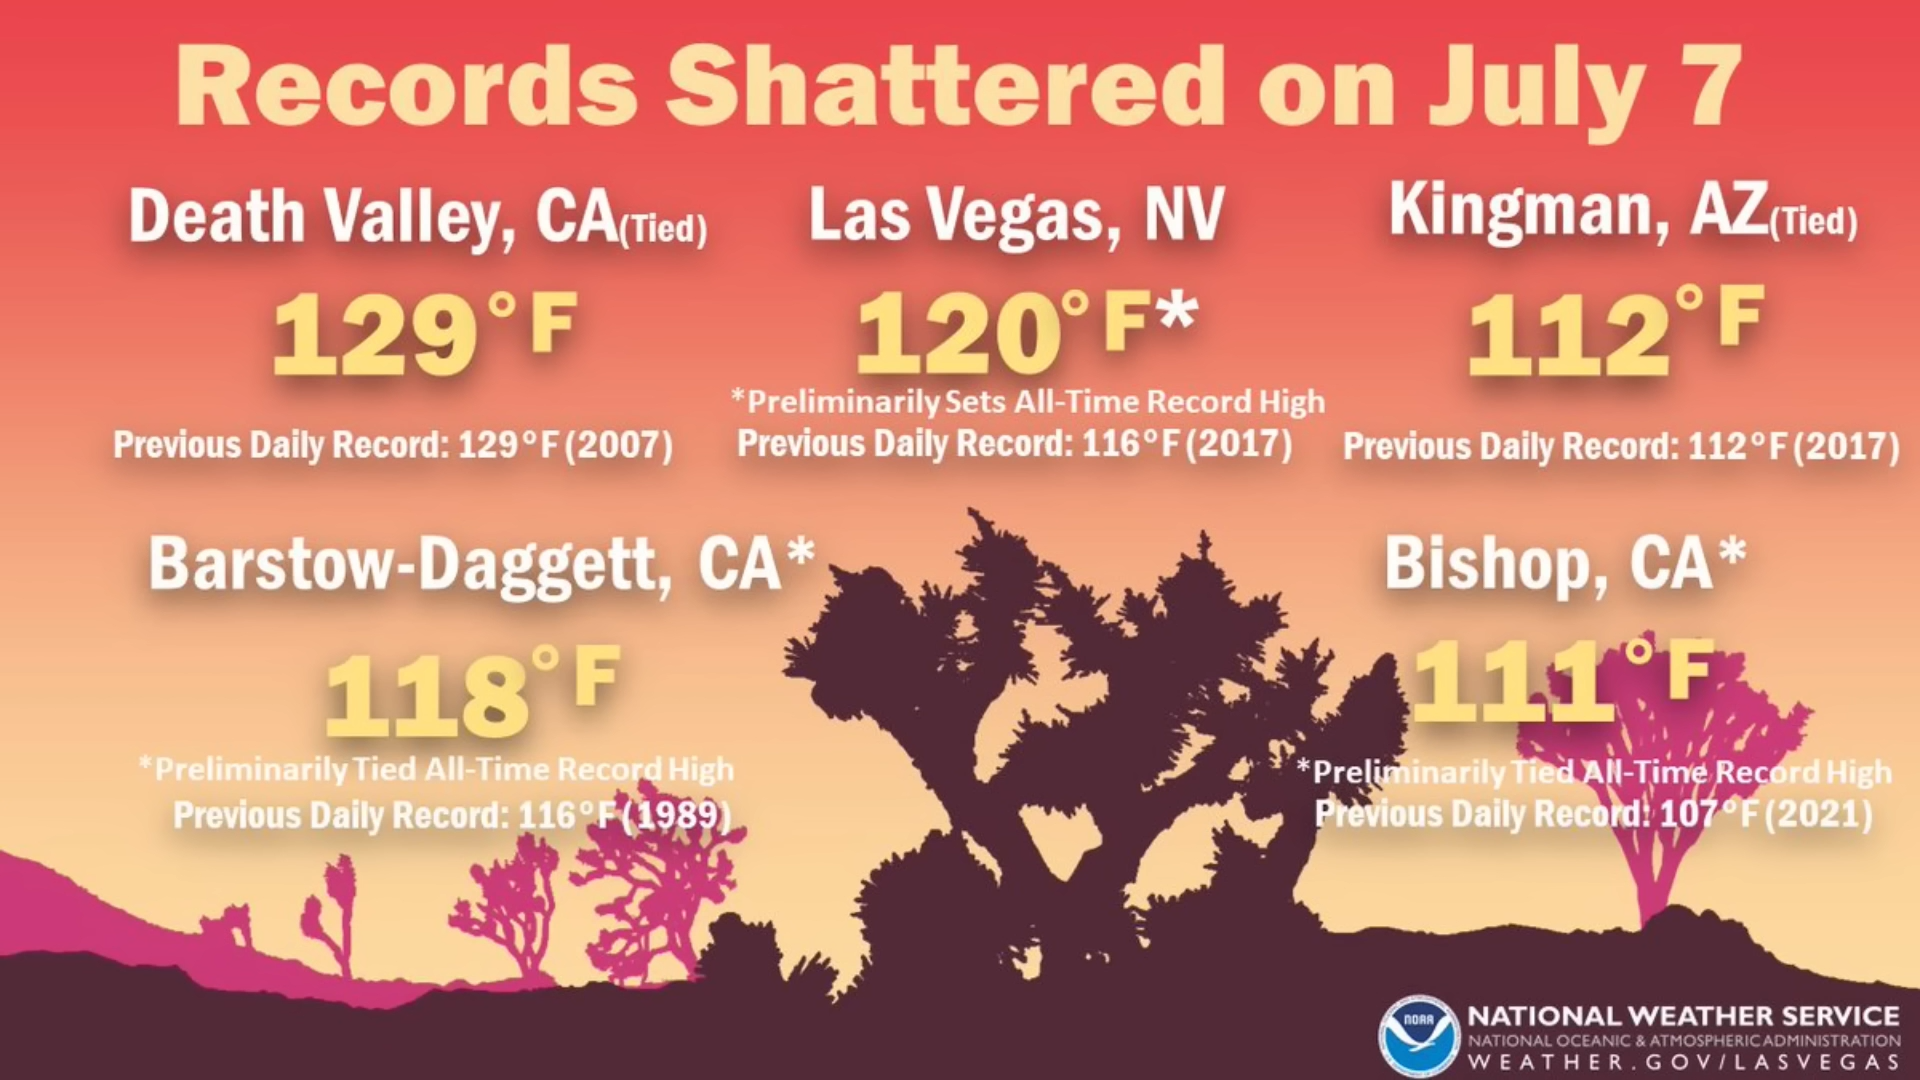 Records Shattered on July 7
Death Valley, CA(Tied)
129°F
Previous Daily Record: 129°F (2007)
Las Vegas, NV
120°F*
*Preliminarily Sets All-Time Record High
Previous Daily Record: 116°F (2017)
Kingman, AZ(Tied)
112°F
Previous Daily Record: 112°F (2017)
Barstow-Daggett, CA*
118°F
*Preliminarily Tied All-Time Record High
Previous Daily Record: 116°F (1989)
Bishop, CA*
111°F
*Preliminarily Tied All-Time Record High
Previous Daily Record: 107°F (2021)
NOAA
NATIONAL WEATHER SERVICE
NATIONAL OCEANIC & ATMOSPHERIC ADMINISTRATION
WEATHER.GOV/LASVEGAS